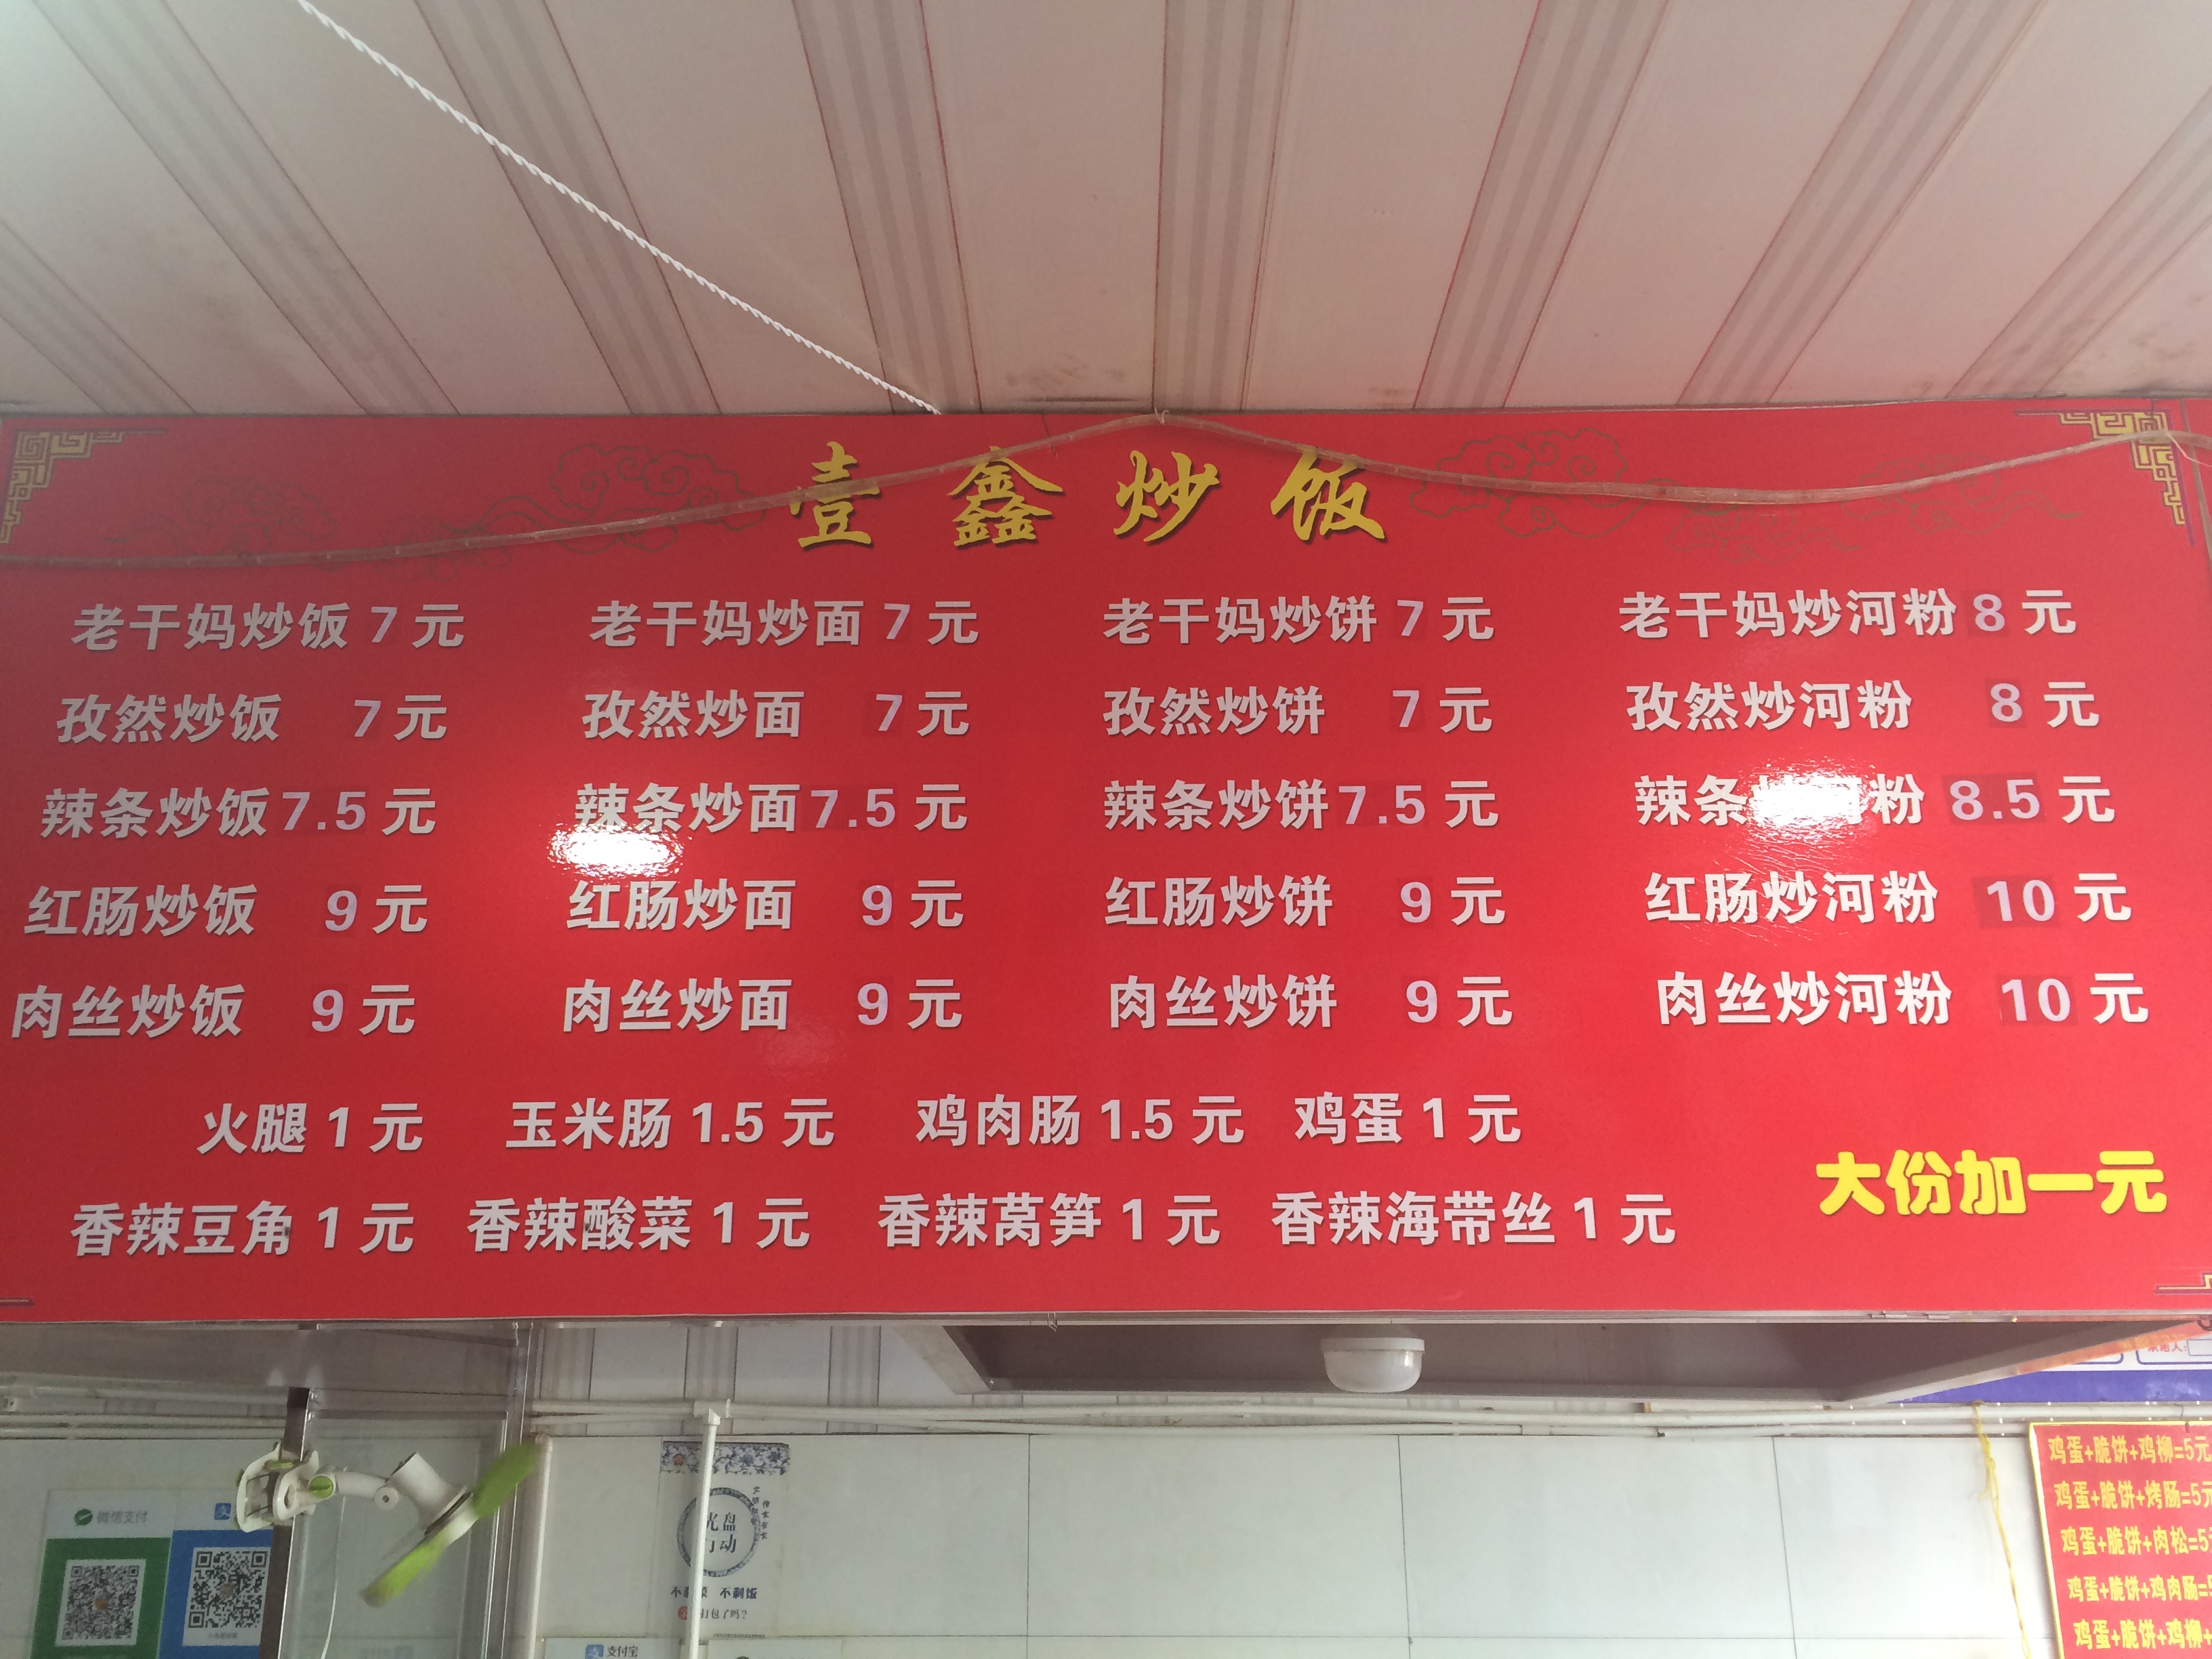 壹鑫炒饭
老干妈炒饭 7 元 老干妈炒面 7 元 老干妈炒饼 7 元 老干妈炒河粉 8 元
孜然炒饭 7 元 孜然炒面 7 元 孜然炒饼 7 元 孜然炒河粉 8 元
辣条炒饭 7.5 元 辣条炒面 7.5 元 辣条炒饼 7.5 元 辣条 粉 8.5 元
红肠炒饭 9 元 红肠炒面 9 元 红肠炒饼 9 元 红肠炒河粉 10 元
肉丝炒饭 9 元 肉丝炒面 9 元 肉丝炒饼 9 元 肉丝炒河粉 10 元
火腿 1 元 玉米肠 1.5 元 鸡肉肠 1.5 元 鸡蛋 1 元
大份加一元
香辣豆角 1 元 香辣酸菜 1 元 香辣莴笋 1 元 香辣海带丝 1 元
微信支付
支
光盘
行动
不剩饭
打包了吗?
支付宝
鸡蛋+脆饼+鸡柳=5元
鸡蛋+脆饼+烤肠=5元
鸡蛋+脆饼+肉松=5
鸡蛋+脆饼+鸡肉肠=
鸡蛋+脆饼+鸡柳+